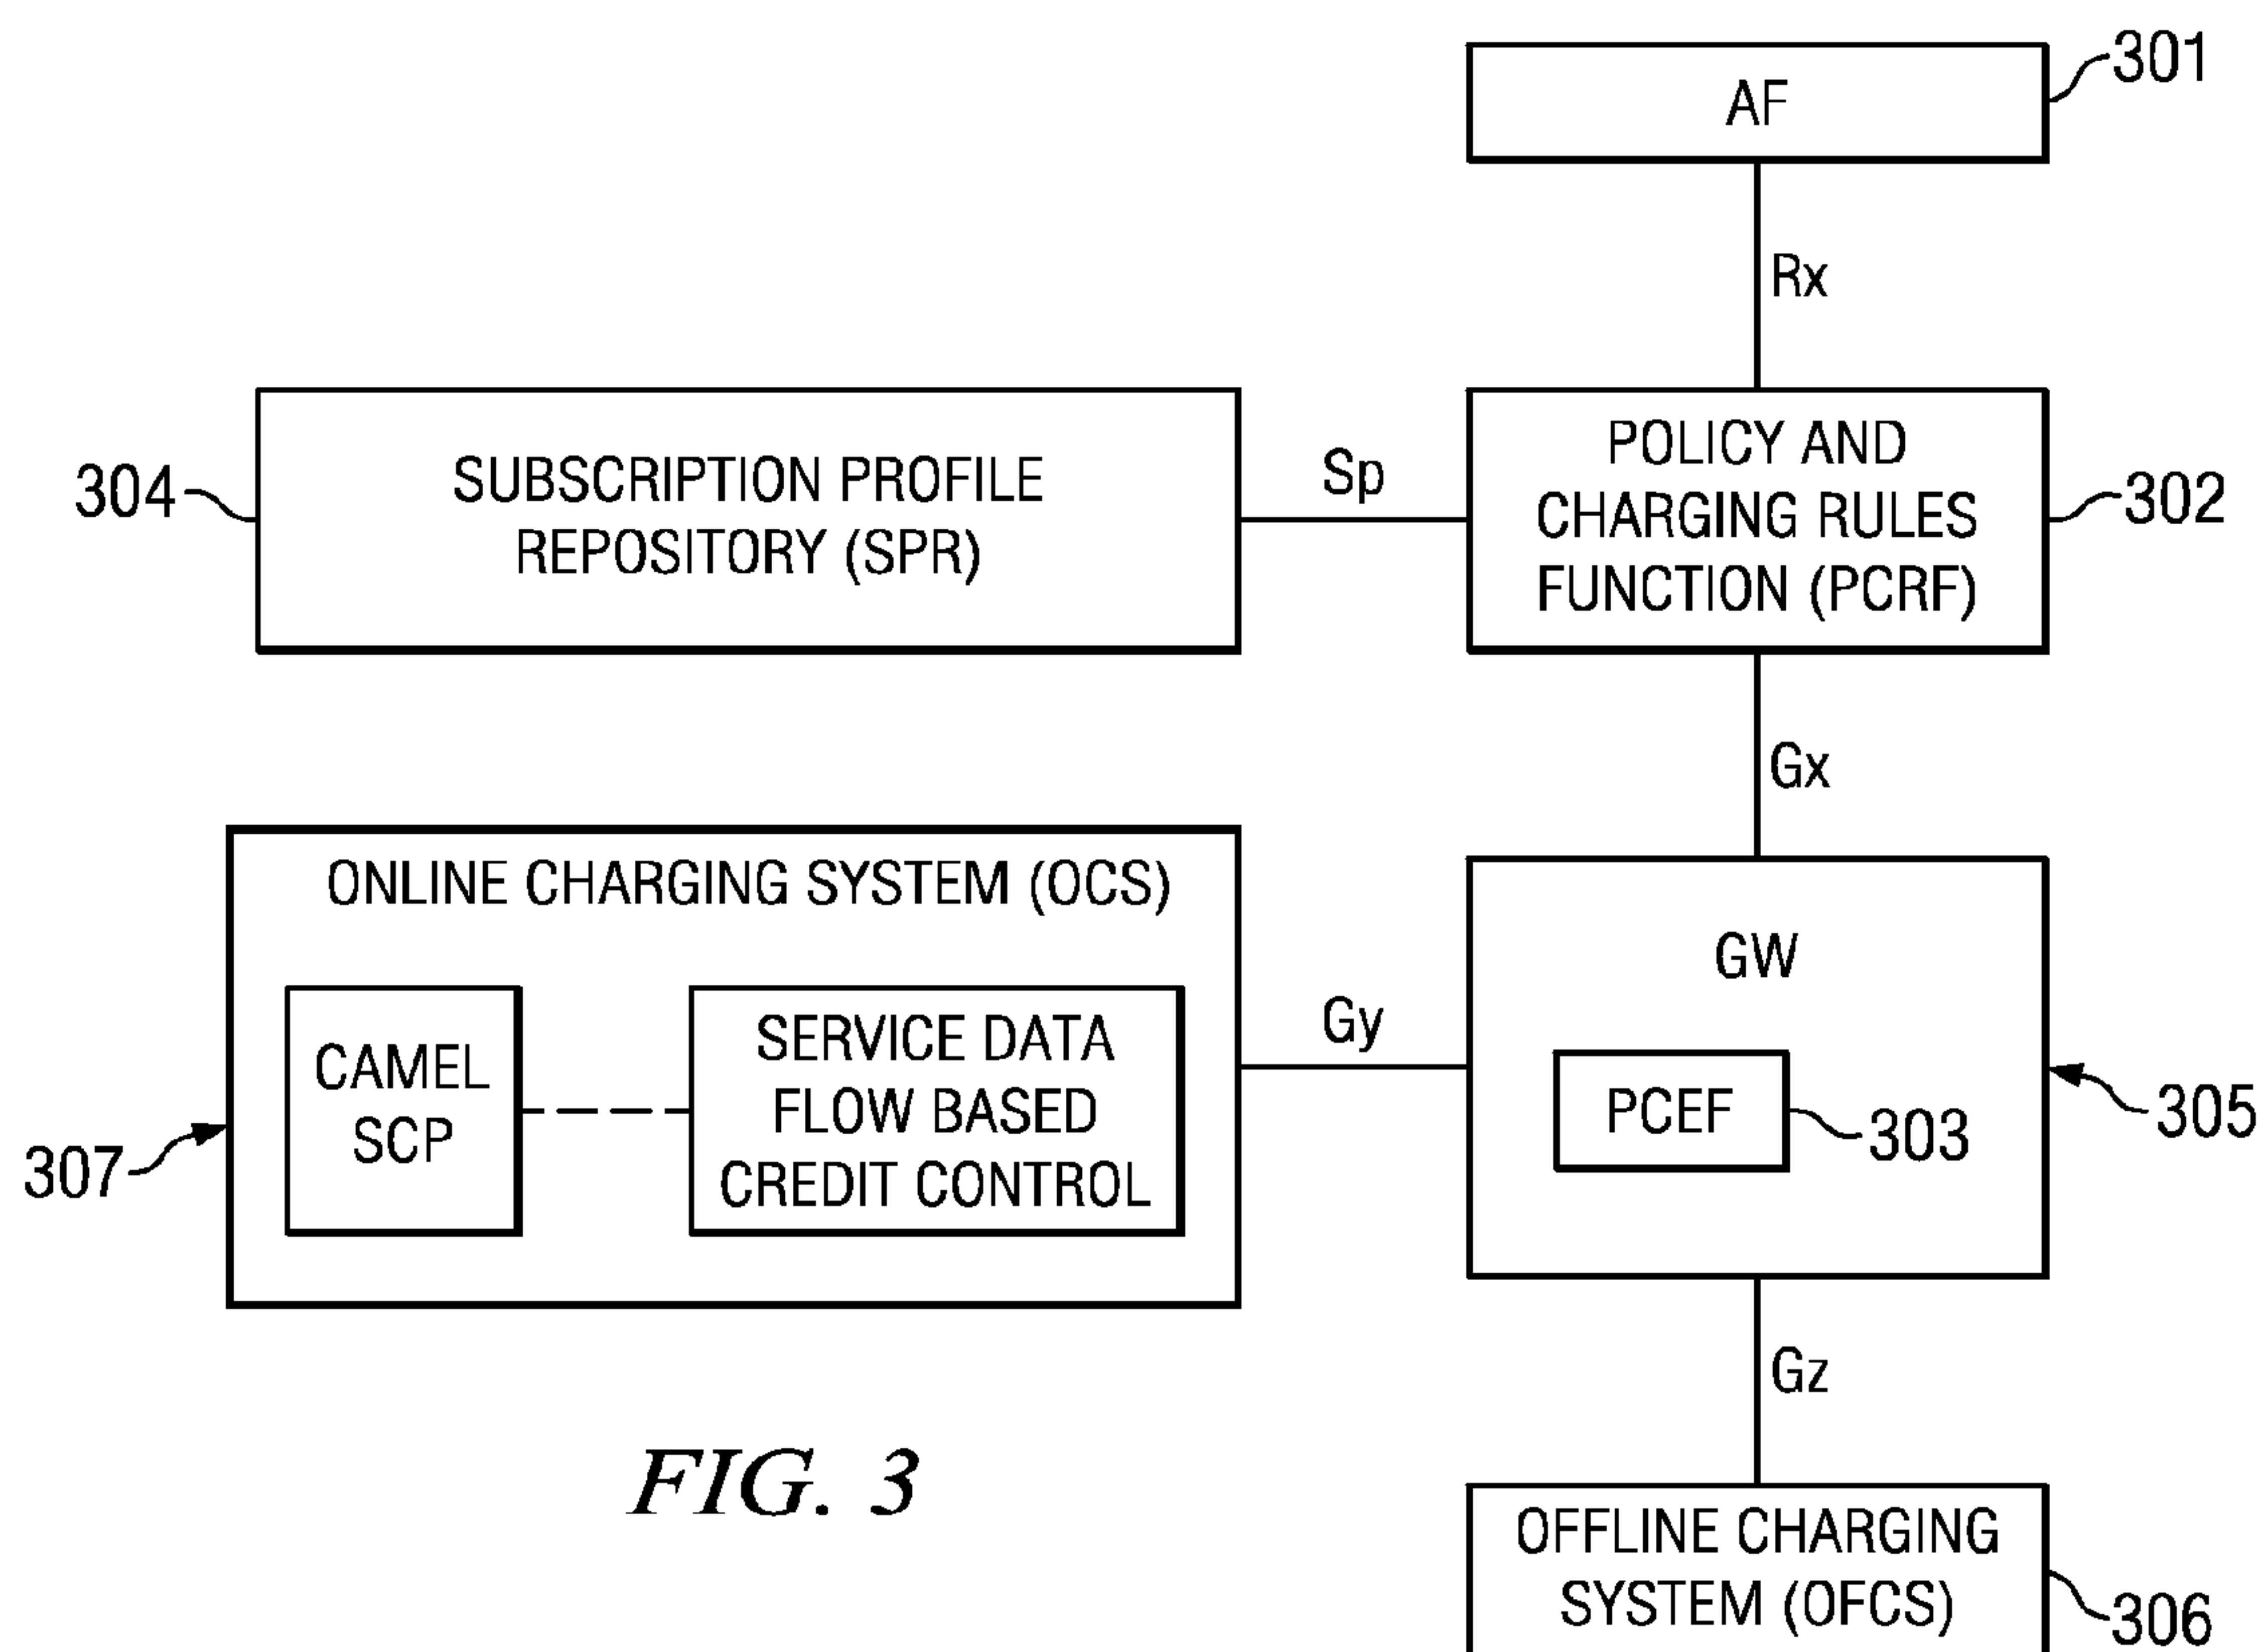 AF
301
Rx
SUBSCRIPTION PROFILE
REPOSITORY (SPR)
304
Sp
POLICY AND
CHARGING RULES
FUNCTION (PCRF)
302
Gx
ONLINE CHARGING SYSTEM (OCS)
CAMEL
SCP
SERVICE DATA
FLOW BASED
CREDIT CONTROL
307
Gy
GW
PCEF
303
305
Gz
OFFLINE CHARGING
SYSTEM (OFCS)
306
FIG. 3